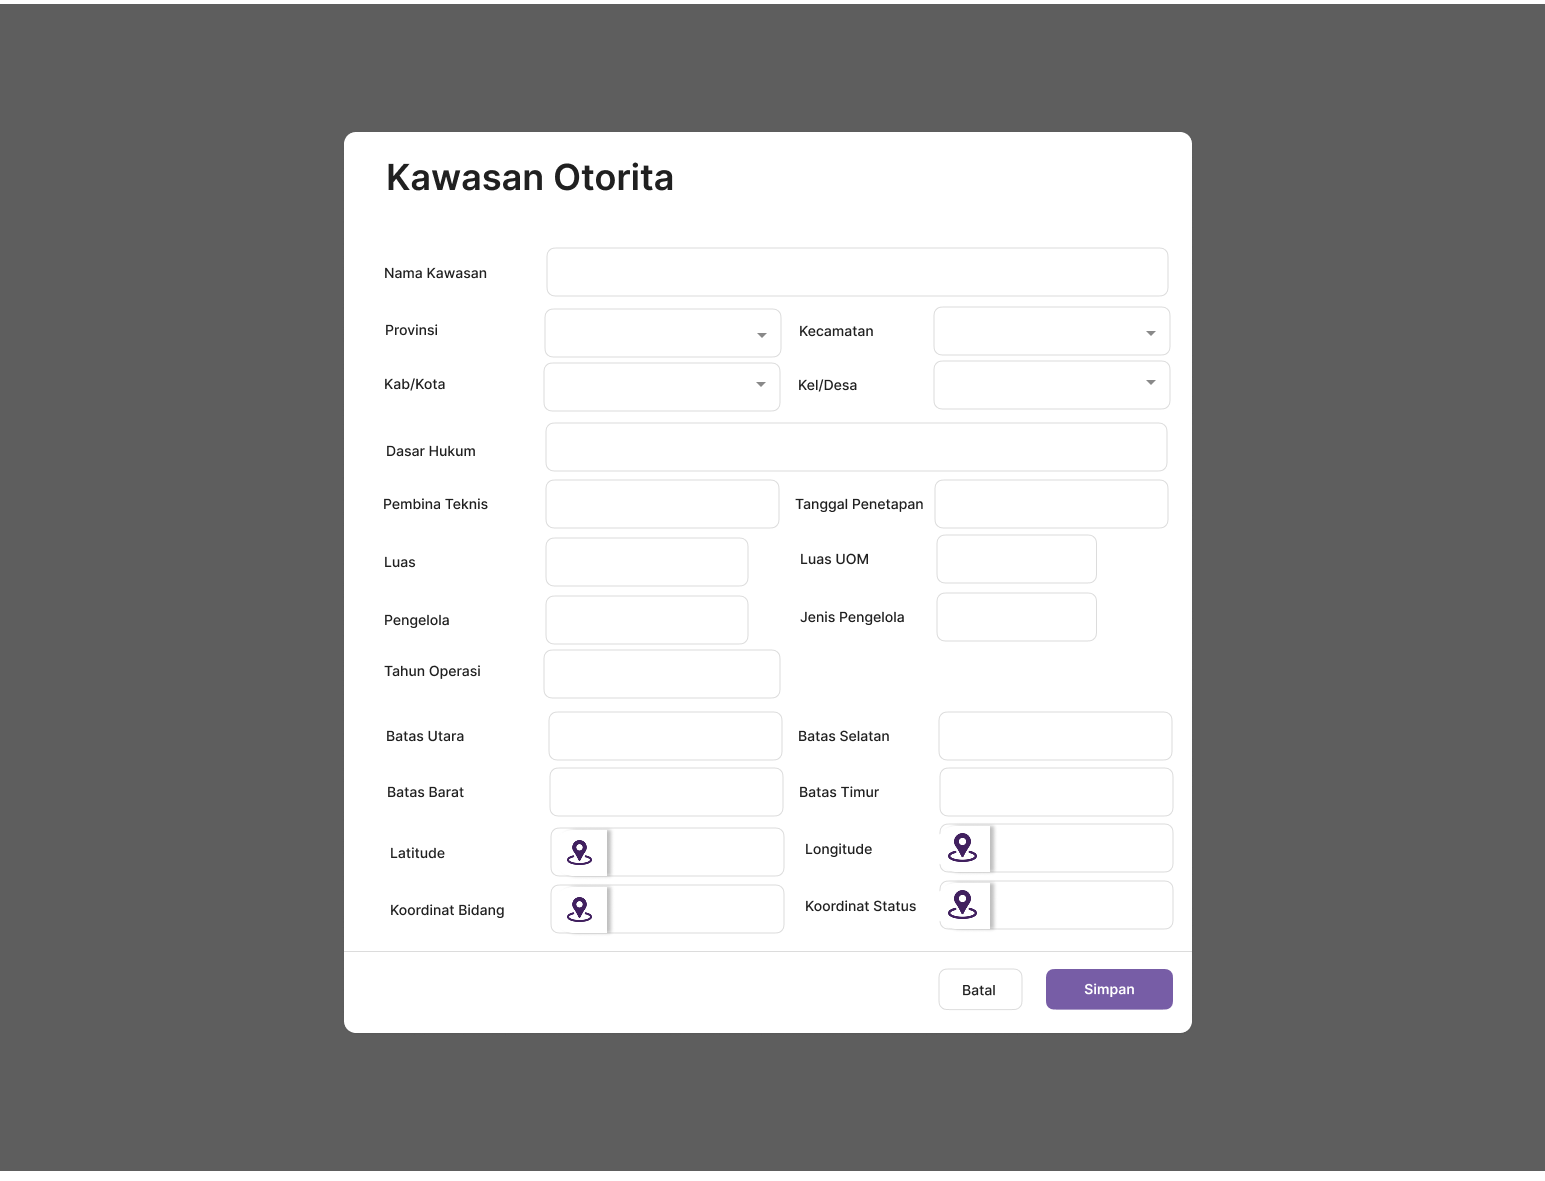 Kawasan Otorita
Nama Kawasan
Provinsi
Kecamatan
Kab/Kota
Kel/Desa
Dasar Hukum
Pembina Teknis
Tanggal Penetapan
Luas
Luas UOM
Pengelola
Jenis Pengelola
Tahun Operasi
Batas Utara
Batas Selatan
Batas Barat
Batas Timur
Latitude
Longitude
Koordinat Bidang
Koordinat Status
Batal
Simpan